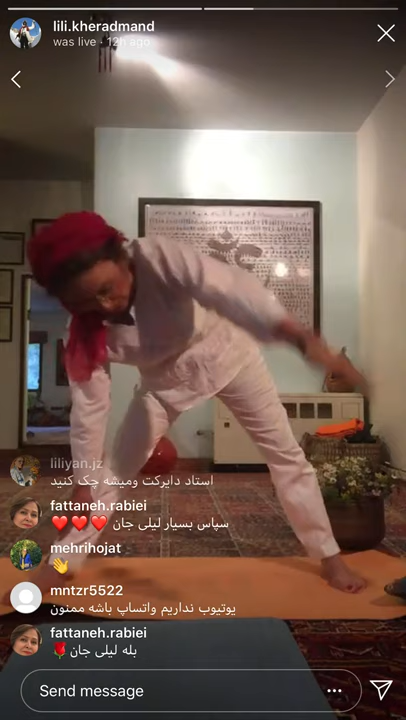 lili.kheradmand
was live · 12h ago
liliyan.jz
استاد دایرکت ومیشه چک کنید
fattaneh.rabiei
سپاس بسیار لیلی جان ❤️❤️❤️
mehrihojat
👋
mntzr5522
یوتیوب نداریم واتساپ باشه ممنون
fattaneh.rabiei
بله لیلی جان🌹
Send message